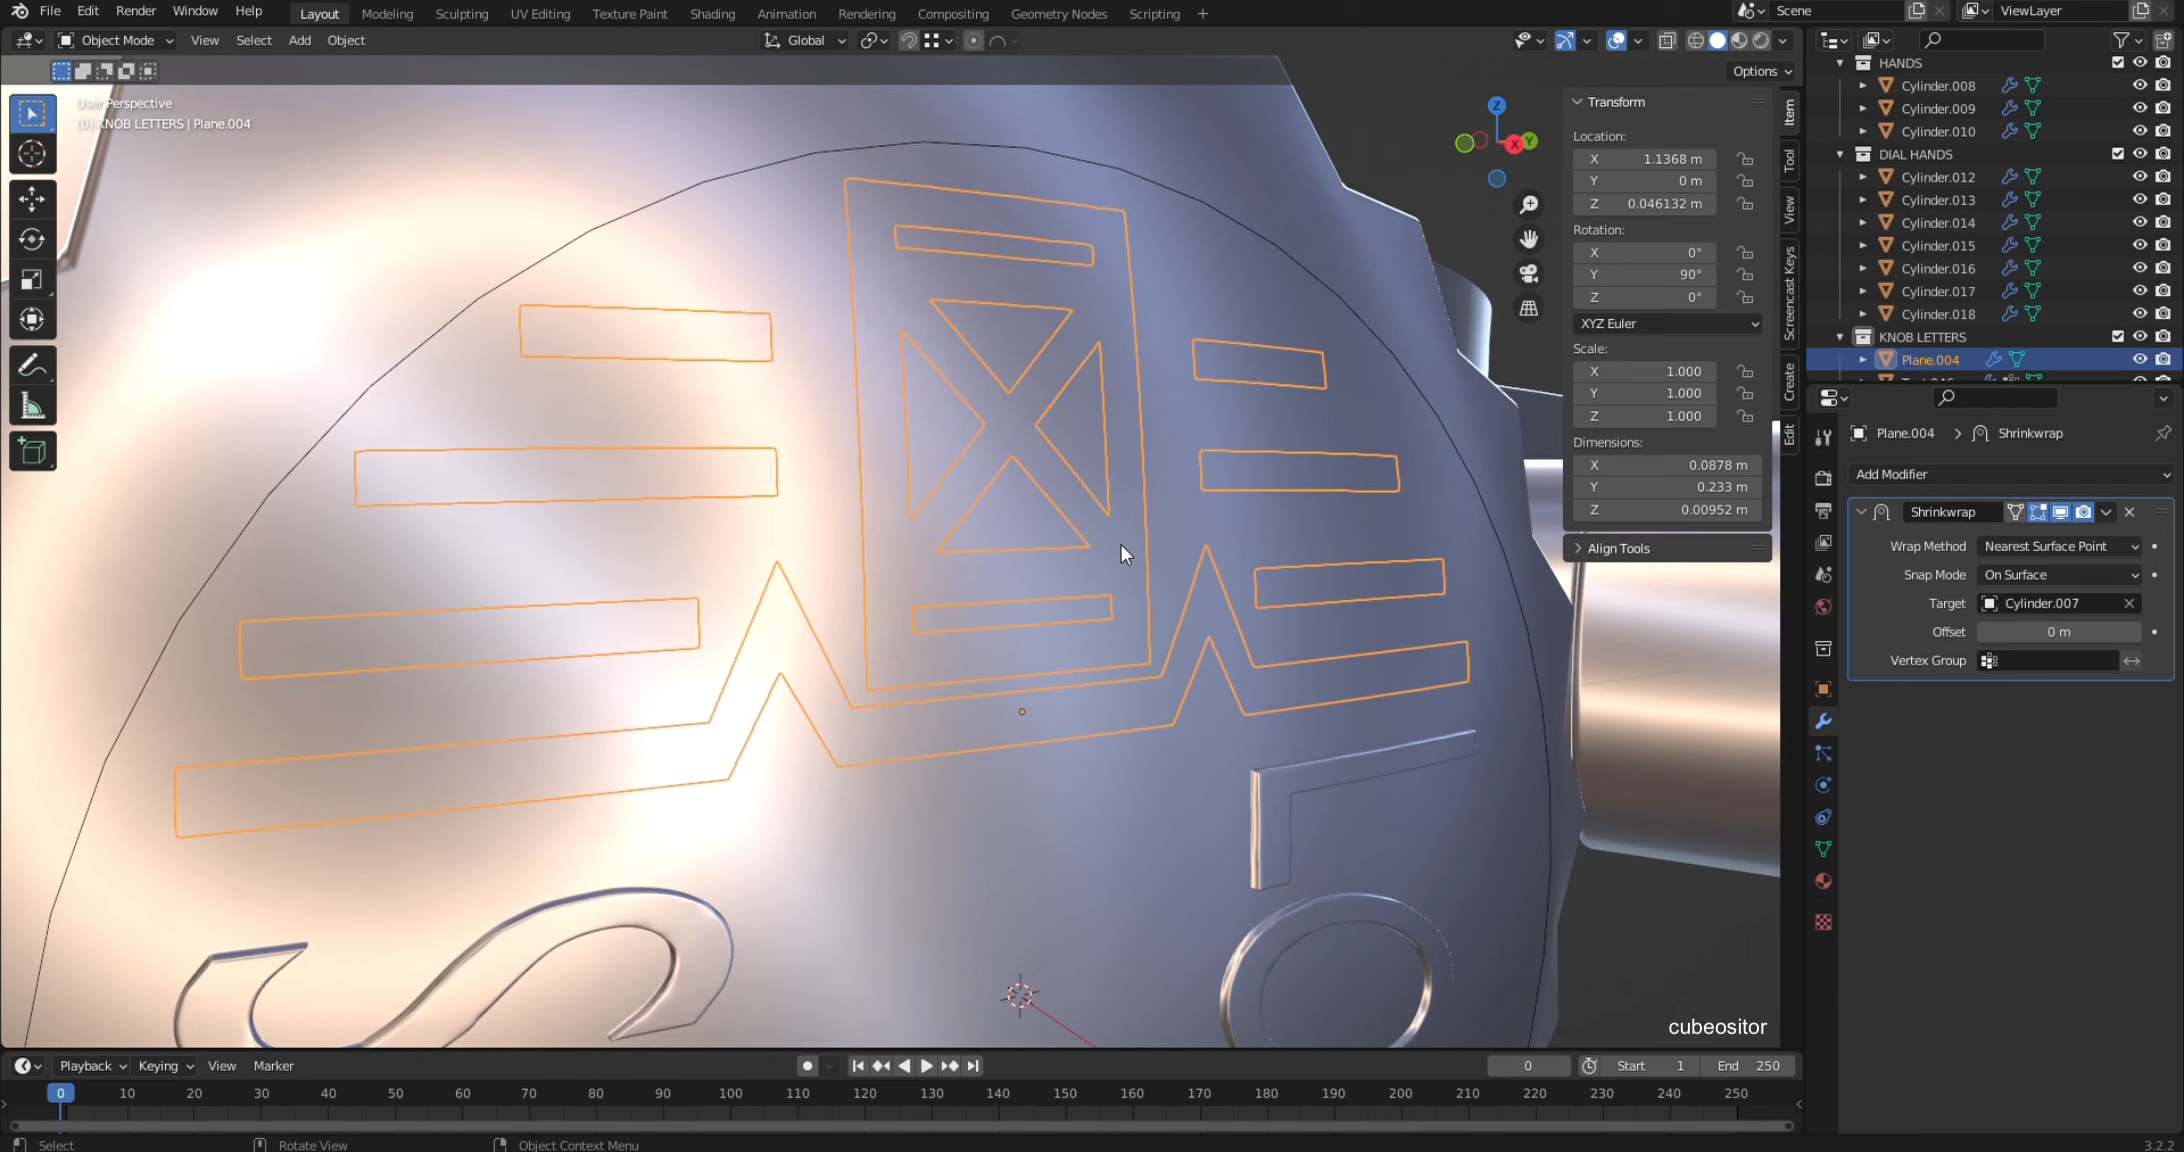 File Edit Render Window Help
Layout Modeling Sculpting UV Editing Texture Paint Shading Animation Rendering Compositing Geometry Nodes Scripting +
Scene
ViewLayer
Object Mode View Select Add Object
Global
Options
User Perspective
(0) KNOB LETTERS | Plane.004
Z
Y
X
Transform
Location:
X 1.1368 m
Y 0 m
Z 0.046132 m
Rotation:
X 0°
Y 90°
Z 0°
XYZ Euler
Scale:
X 1.000
Y 1.000
Z 1.000
Dimensions:
X 0.0878 m
Y 0.233 m
Z 0.00952 m
Align Tools
Item
Tool
View
Screencast Keys
Create
Edit
HANDS
Cylinder.008
Cylinder.009
Cylinder.010
DIAL HANDS
Cylinder.012
Cylinder.013
Cylinder.014
Cylinder.015
Cylinder.016
Cylinder.017
Cylinder.018
KNOB LETTERS
Plane.004
Plane.004 > Shrinkwrap
Add Modifier
Shrinkwrap
Wrap Method Nearest Surface Point
Snap Mode On Surface
Target Cylinder.007
Offset 0 m
Vertex Group
cubeositor
Playback Keying View Marker
0 Start 1 End 250
0 10 20 30 40 50 60 70 80 90 100 110 120 130 140 150 160 170 180 190 200 210 220 230 240 250
Select Rotate View Object Context Menu
3.2.2